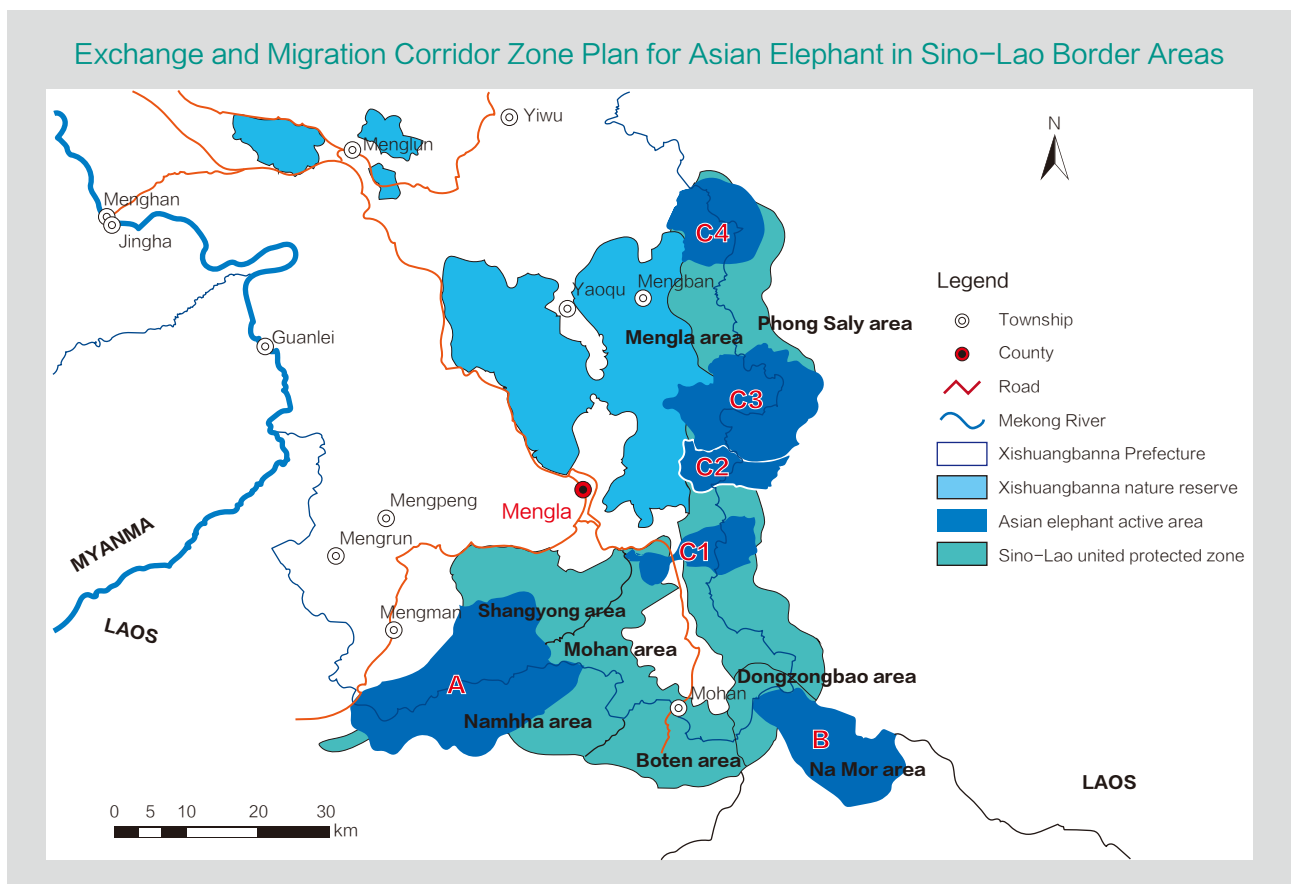 Exchange and Migration Corridor Zone Plan for Asian Elephant in Sino-Lao Border Areas
Yiwu
N
Menglun
Menghan
Jingha
C4
Legend
Yaoqu
Mengban
Township
Guanlei
Mengla area
Phong Saly area
County
Road
C3
Mekong River
Xishuangbanna Prefecture
C2
Xishuangbanna nature reserve
Mengpeng
Mengla
Asian elephant active area
MYANMA
Mengrun
C1
Sino-Lao united protected zone
LAOS
Mengman
Shangyong area
Mohan area
A
Dongzongbao area
Mohan
Namhha area
B
Boten area
Na Mor area
LAOS
0 5 10 20 30
km